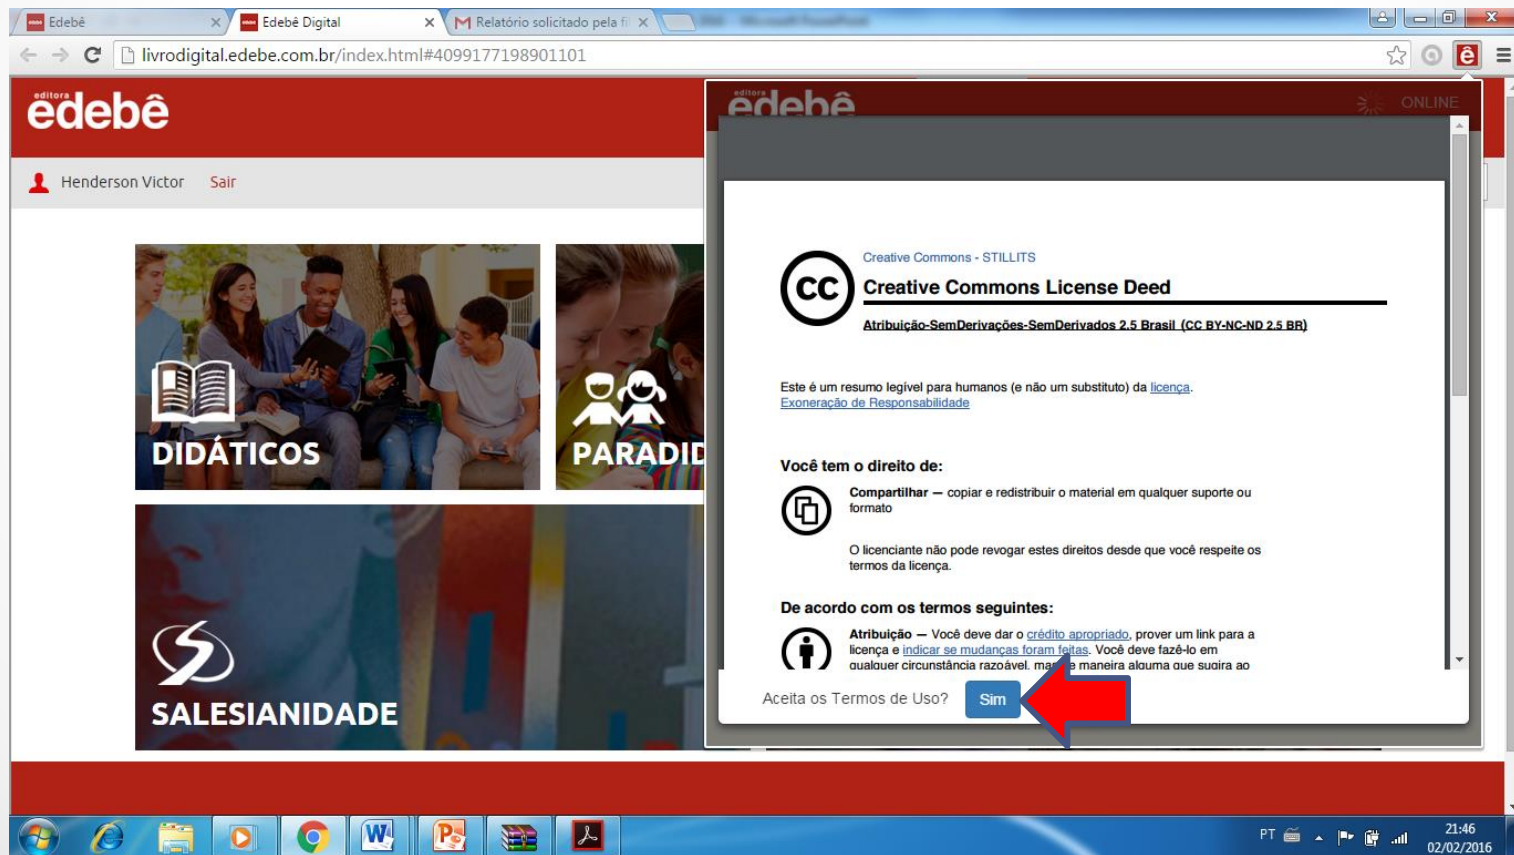 Edebê
Edebê Digital
Relatório solicitado pela fi
livrodigital.edebe.com.br/index.html#4099177198901101
ê
editora
edebê
editora
edebê
ONLINE
Henderson Victor Sair
DIDÁTICOS
PARADID
SALESIANIDADE
CC
Creative Commons - STILLITS
Creative Commons License Deed
Atribuição-SemDerivações-SemDerivados 2.5 Brasil (CC BY-NC-ND 2.5 BR)
Este é um resumo legível para humanos (e não um substituto) da licença.
Exoneração de Responsabilidade
Você tem o direito de:
Compartilhar — copiar e redistribuir o material em qualquer suporte ou
formato
O licenciante não pode revogar estes direitos desde que você respeite os
termos da licença.
De acordo com os termos seguintes:
Atribuição — Você deve dar o crédito apropriado, prover um link para a
licença e indicar se mudanças foram feitas. Você deve fazê-lo em
qualquer circunstância razoável, maneira alguma que sugira ao
Aceita os Termos de Uso? Sim
PT
21:46
02/02/2016